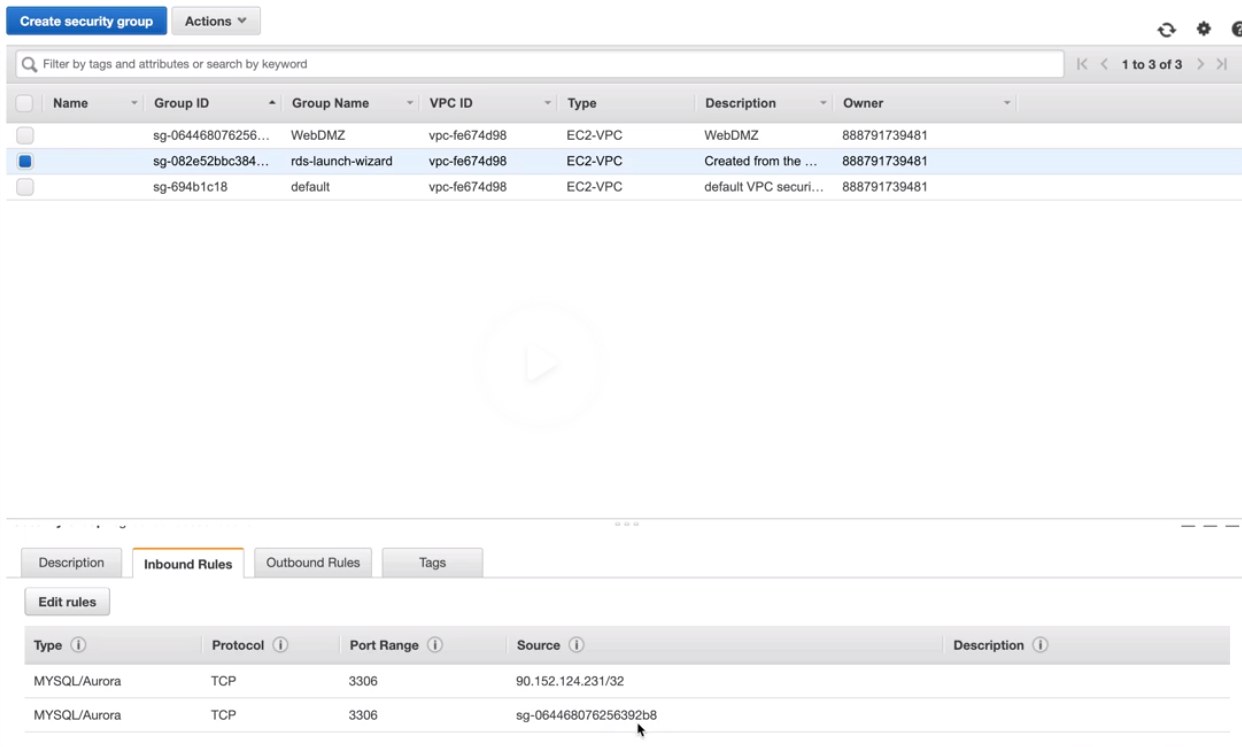 Create security group Actions
Filter by tags and attributes or search by keyword 1 to 3 of 3
Name Group ID Group Name VPC ID Type Description Owner
sg-064468076256... WebDMZ vpc-fe674d98 EC2-VPC WebDMZ 888791739481
sg-082e52bbc384... rds-launch-wizard vpc-fe674d98 EC2-VPC Created from the ... 888791739481
sg-694b1c18 default vpc-fe674d98 EC2-VPC default VPC securi... 888791739481
Description Inbound Rules Outbound Rules Tags
Edit rules
Type Protocol Port Range Source Description
MYSQL/Aurora TCP 3306 90.152.124.231/32
MYSQL/Aurora TCP 3306 sg-064468076256392b8